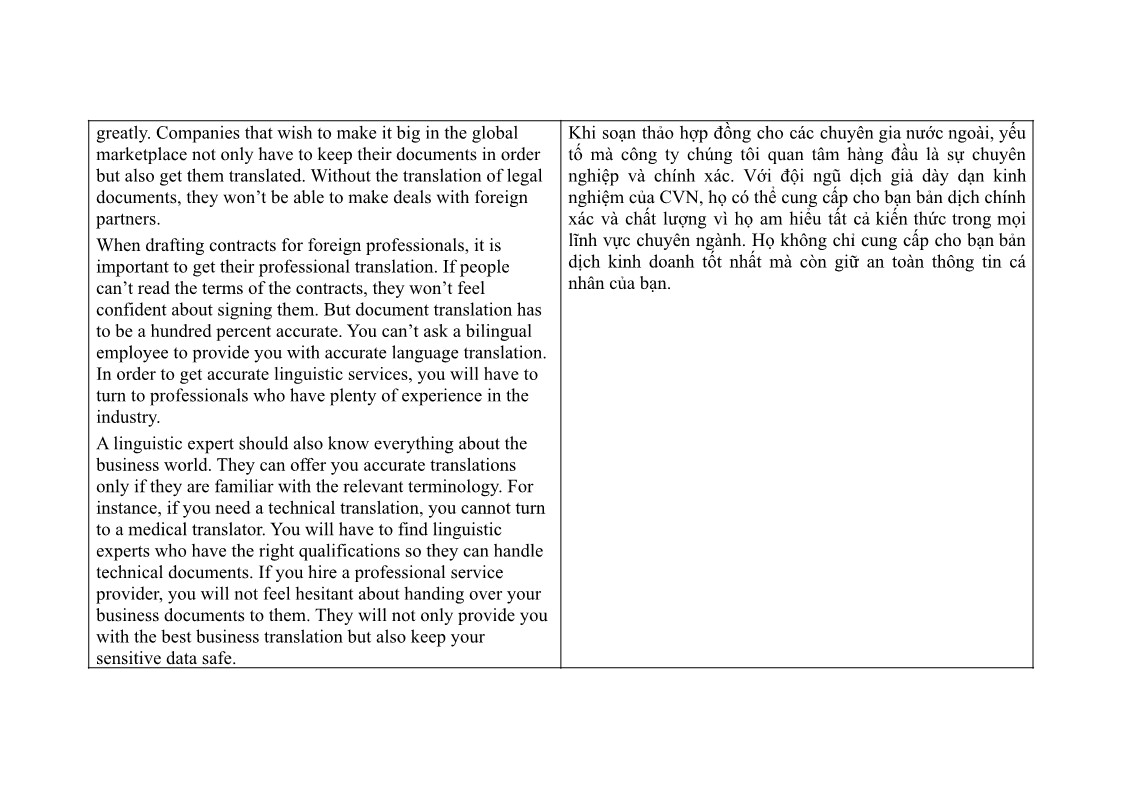 greatly. Companies that wish to make it big in the global
marketplace not only have to keep their documents in order
but also get them translated. Without the translation of legal
documents, they won’t be able to make deals with foreign
partners.
When drafting contracts for foreign professionals, it is
important to get their professional translation. If people
can’t read the terms of the contracts, they won’t feel
confident about signing them. But document translation has
to be a hundred percent accurate. You can’t ask a bilingual
employee to provide you with accurate language translation.
In order to get accurate linguistic services, you will have to
turn to professionals who have plenty of experience in the
industry.
A linguistic expert should also know everything about the
business world. They can offer you accurate translations
only if they are familiar with the relevant terminology. For
instance, if you need a technical translation, you cannot turn
to a medical translator. You will have to find linguistic
experts who have the right qualifications so they can handle
technical documents. If you hire a professional service
provider, you will not feel hesitant about handing over your
business documents to them. They will not only provide you
with the best business translation but also keep your
sensitive data safe.
Khi soạn thảo hợp đồng cho các chuyên gia nước ngoài, yếu
tố mà công ty chúng tôi quan tâm hàng đầu là sự chuyên
nghiệp và chính xác. Với đội ngũ dịch giả dày dạn kinh
nghiệm của CVN, họ có thể cung cấp cho bạn bản dịch chính
xác và chất lượng vì họ am hiểu tất cả kiến thức trong mọi
lĩnh vực chuyên ngành. Họ không chỉ cung cấp cho bạn bản
dịch kinh doanh tốt nhất mà còn giữ an toàn thông tin cá
nhân của bạn.